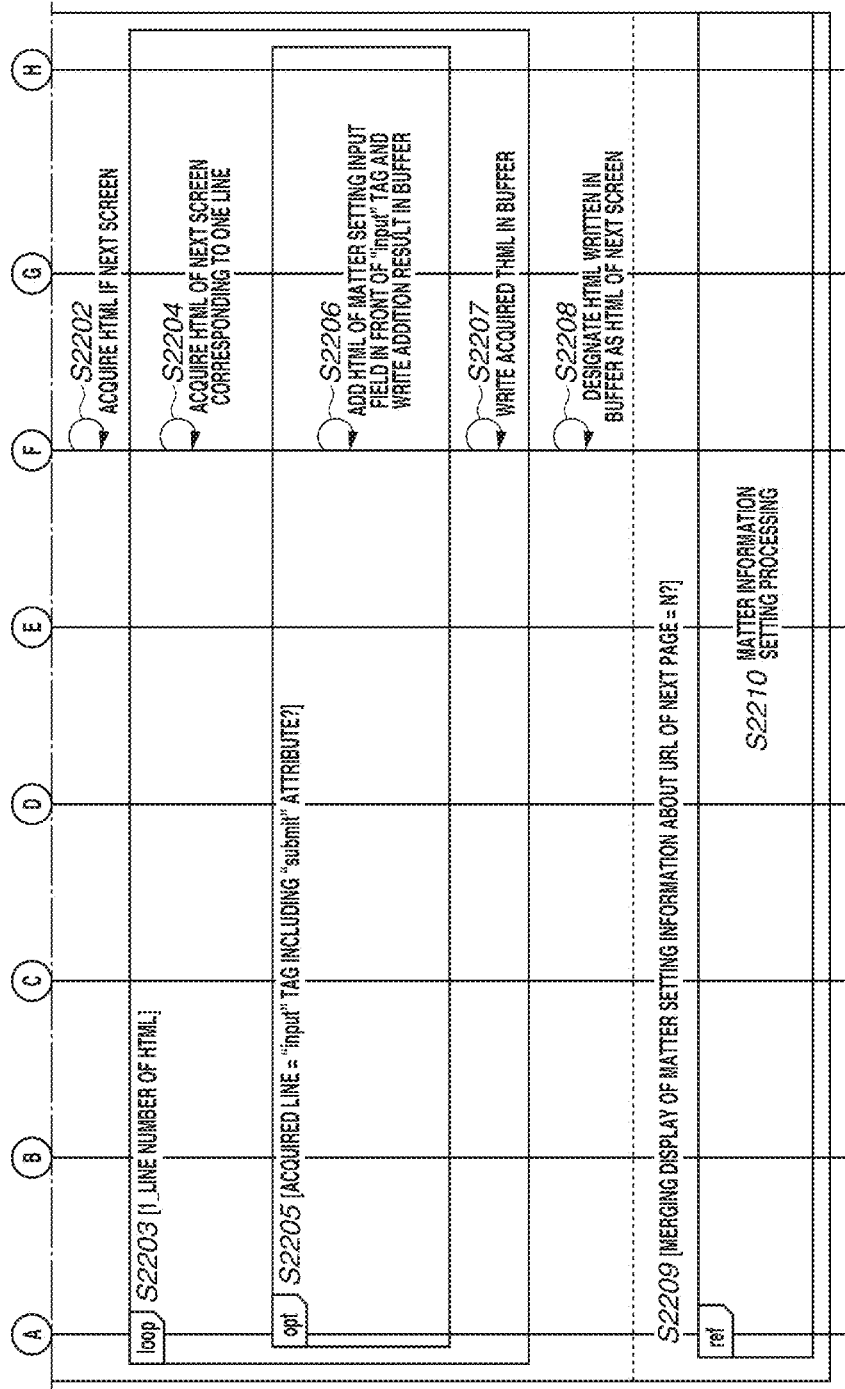 A B C D E F G H
S2202
ACQUIRE HTML IF NEXT SCREEN
loop S2203 [1_LINE NUMBER OF HTML]
S2204
ACQUIRE HTML OF NEXT SCREEN
CORRESPONDING TO ONE LINE
opt S2205 [ACQUIRED LINE = "input" TAG INCLUDING "submit" ATTRIBUTE?]
S2206
ADD HTML OF MATTER SETTING INPUT
FIELD IN FRONT OF "input" TAG AND
WRITE ADDITION RESULT IN BUFFER
S2207
WRITE ACQUIRED THML IN BUFFER
S2208
DESIGNATE HTML WRITTEN IN
BUFFER AS HTML OF NEXT SCREEN
S2209 [MERGING DISPLAY OF MATTER SETTING INFORMATION ABOUT URL OF NEXT PAGE = N?]
ref
S2210 MATTER INFORMATION
SETTING PROCESSING